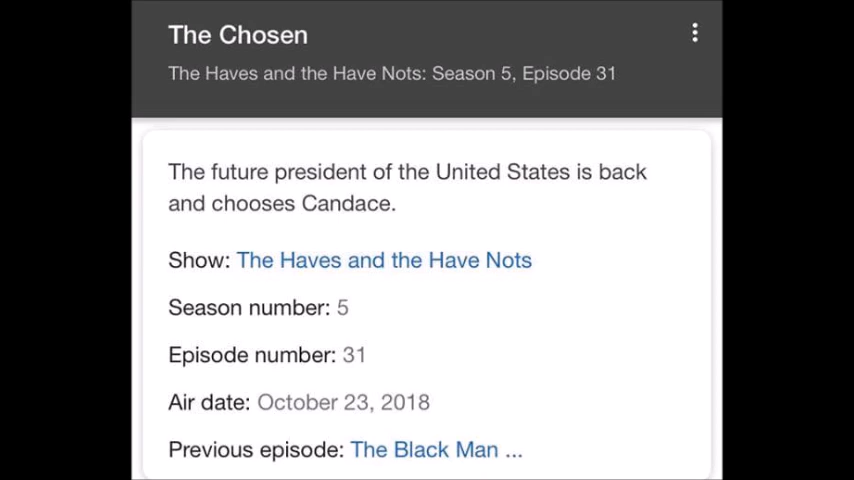 The Chosen
The Haves and the Have Nots: Season 5, Episode 31
The future president of the United States is back
and chooses Candace.
Show: The Haves and the Have Nots
Season number: 5
Episode number: 31
Air date: October 23, 2018
Previous episode: The Black Man ...